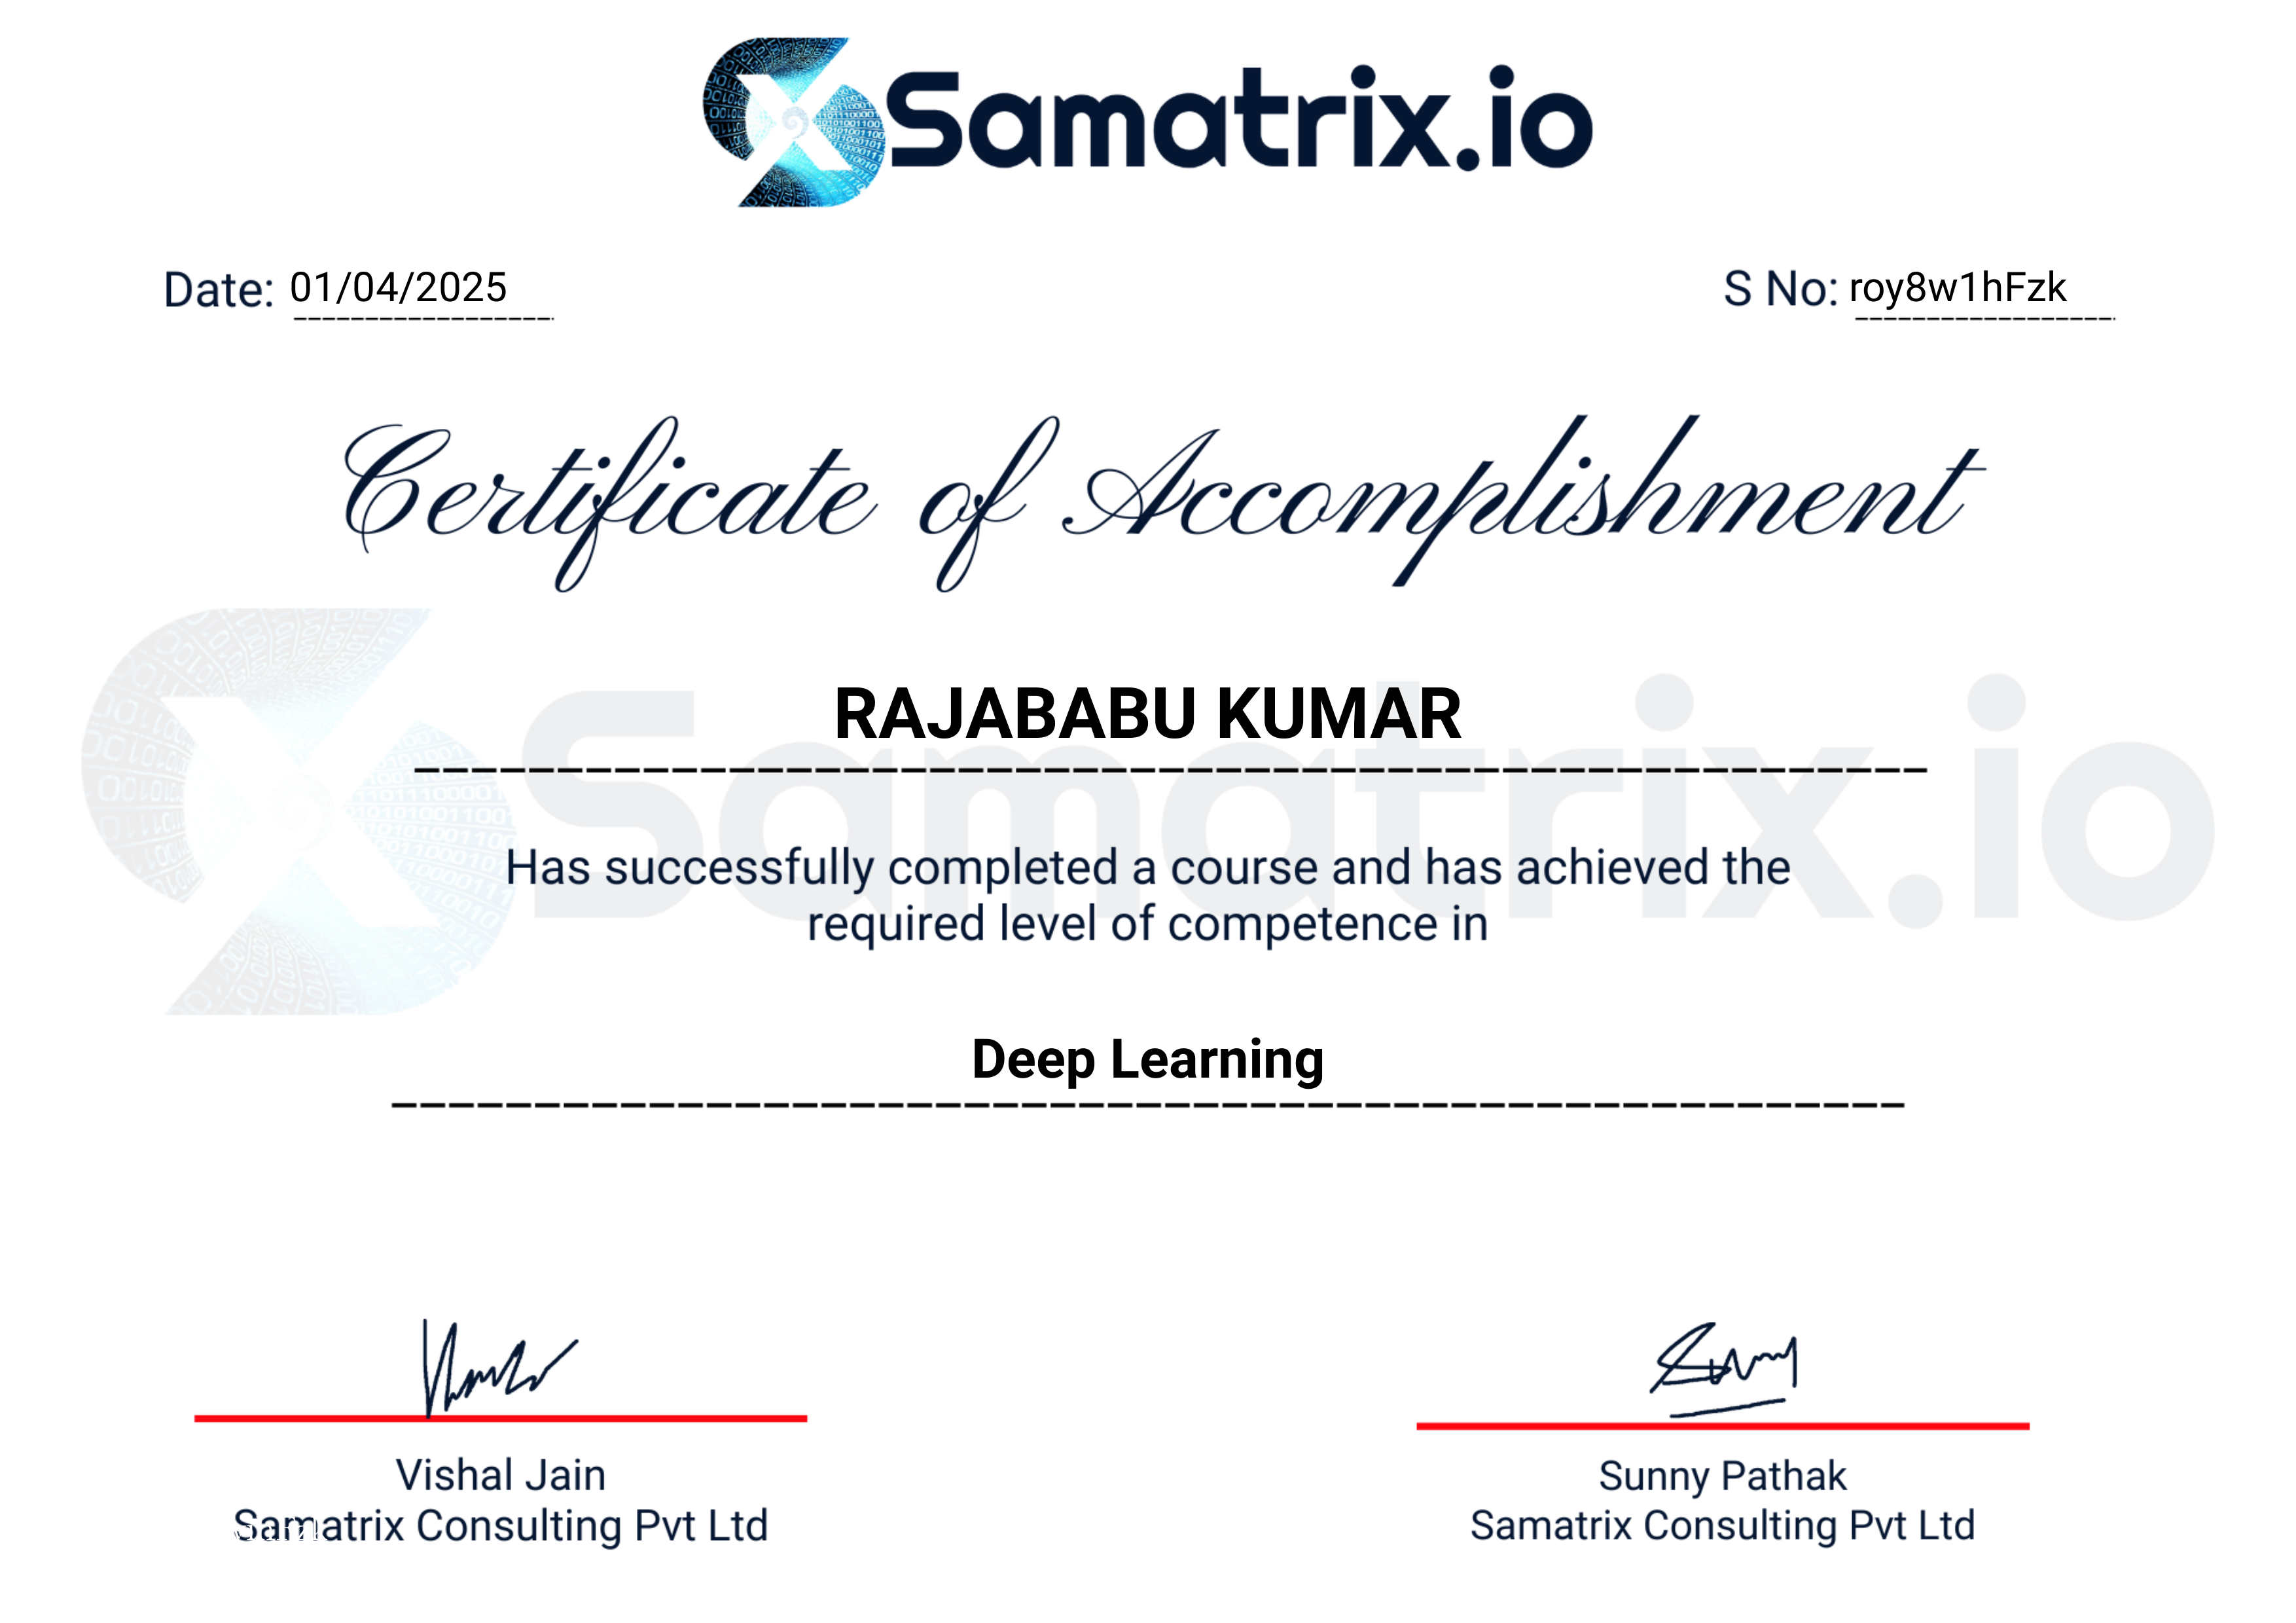 Samatrix.io
Date: 01/04/2025
S No: roy8w1hFzk
Certificate of Accomplishment
Samatrix.io
RAJABABU KUMAR
Has successfully completed a course and has achieved the
required level of competence in
Deep Learning
Vishal Jain
Samatrix Consulting Pvt Ltd
Sunny Pathak
Samatrix Consulting Pvt Ltd